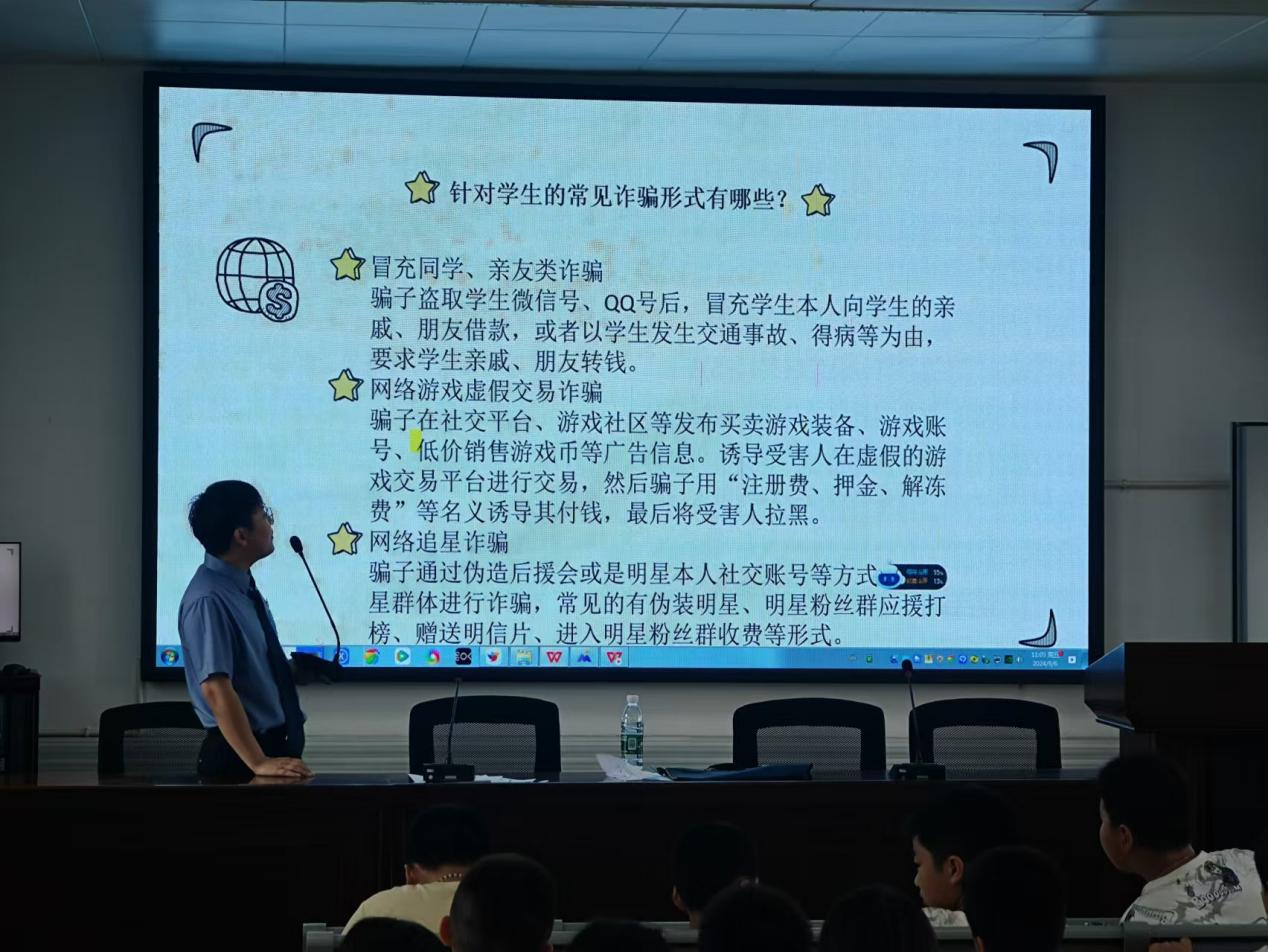 针对学生的常见诈骗形式有哪些？
冒充同学、亲友类诈骗
骗子盗取学生微信号、QQ号后，冒充学生本人向学生的亲
戚、朋友借款，或者以学生发生交通事故、得病等为由，
要求学生亲戚、朋友转钱。
网络游戏虚假交易诈骗
骗子在社交平台、游戏社区等发布买卖游戏装备、游戏账
号、低价销售游戏币等广告信息。诱导受害人在虚假的游
戏交易平台进行交易，然后骗子用“注册费、押金、解冻
费”等名义诱导其付钱，最后将受害人拉黑。
网络追星诈骗
骗子通过伪造后援会或是明星本人社交账号等方式
星群体进行诈骗，常见的有伪装明星、明星粉丝群应援打
榜、赠送明信片、进入明星粉丝群收费等形式。
11:05 周五
2024/9/6